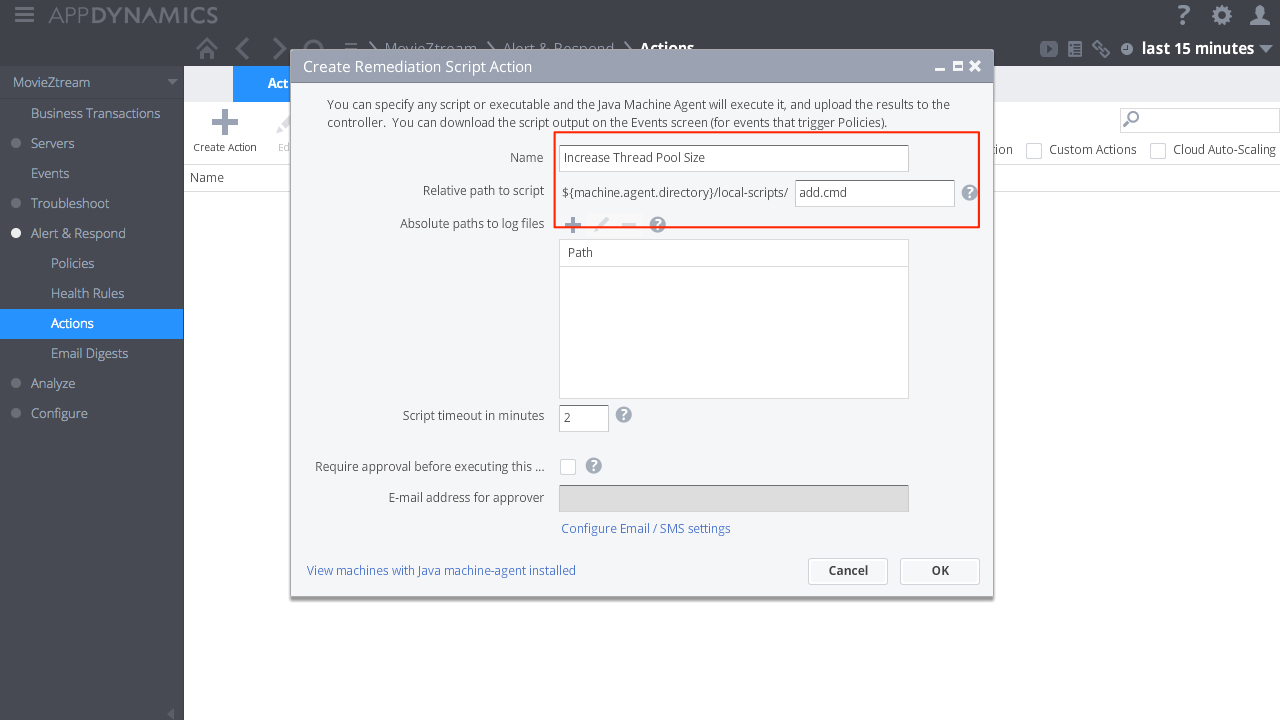 APPDYNAMICS
MovieZtream Alert & Respond Actions
last 15 minutes
Create Remediation Script Action
MovieZtream
Business Transactions
Servers
Events
Troubleshoot
Alert & Respond
Policies
Health Rules
Actions
Email Digests
Analyze
Configure
Act
Create Action
Ed
Name
You can specify any script or executable and the Java Machine Agent will execute it, and upload the results to the
controller. You can download the script output on the Events screen (for events that trigger Policies).
Name Increase Thread Pool Size
Relative path to script ${machine.agent.directory}/local-scripts/ add.cmd ?
Absolute paths to log files ?
Path
Script timeout in minutes 2 ?
Require approval before executing this ... ?
E-mail address for approver
Configure Email / SMS settings
View machines with Java machine-agent installed
Cancel OK
ion Custom Actions Cloud Auto-Scaling